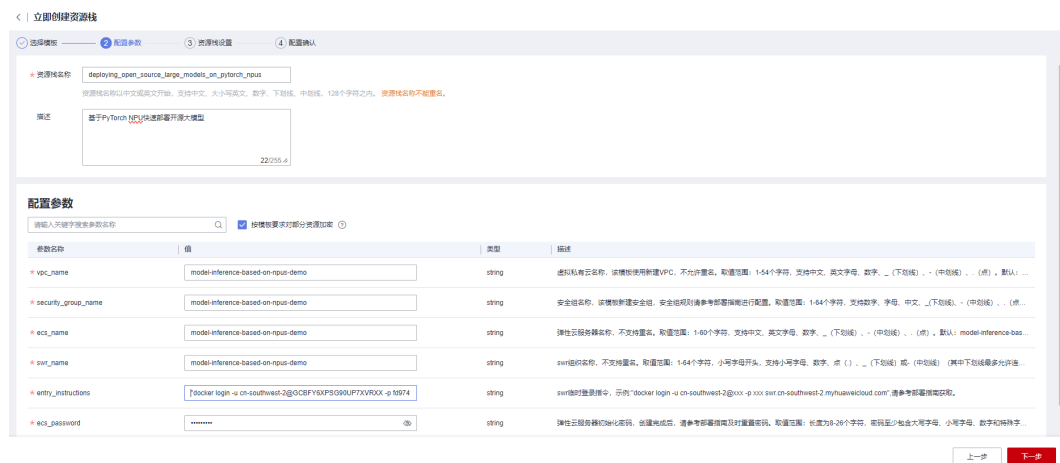 < | 立即创建资源栈
选择模板 2 配置参数 3 资源栈设置 4 配置确认
* 资源栈名称 deploying_open_source_large_models_on_pytorch_npus
资源栈名称以中文或英文开始，支持中文、大小写英文、数字、下划线、中划线，128个字符之内。资源栈名称不能重名。
描述 基于PyTorch NPU快速部署开源大模型
22/255
配置参数
请输入关键字搜索参数名称 按模板要求对部分资源加密
参数名称 值 类型 描述
* vpc_name model-inference-based-on-npus-demo string 虚拟私有云名称，该模板使用新建VPC，不允许重名。取值范围：1-54个字符，支持中文、英文字母、数字、_（下划线）、-（中划线）、.（点）。默认：...
* security_group_name model-inference-based-on-npus-demo string 安全组名称，该模板新建安全组，安全组规则请参考部署指南进行配置。取值范围：1-64个字符，支持数字、字母、中文、_(下划线)、-（中划线）、.（点...
* ecs_name model-inference-based-on-npus-demo string 弹性云服务器名称，不支持重名。取值范围：1-60个字符，支持中文、英文字母、数字、_（下划线）、-（中划线）、.（点）。默认：model-inference-bas...
* swr_name model-inference-based-on-npus-demo string swr组织名称，不支持重名。取值范围：1-64个字符，小写字母开头，支持小写字母、数字、点（.）、_（下划线）或-（中划线）（其中下划线最多允许连...
* entry_instructions "docker login -u cn-southwest-2@GCBFY6XPSG90UP7XVRXX -p fd974 string swr临时登录指令，示例:"docker login -u cn-southwest-2@xxx -p xxx swr.cn-southwest-2.myhuaweicloud.com",请参考部署指南获取。
* ecs_password ········· string 弹性云服务器初始化密码，创建完成后，请参考部署指南及时重置密码。取值范围：长度为8-26个字符，密码至少包含大写字母、小写字母、数字和特殊字...
上一步 下一步